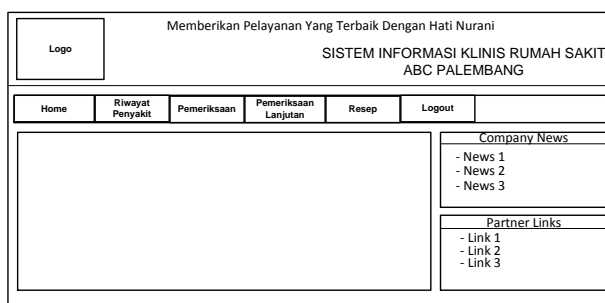 Memberikan Pelayanan Yang Terbaik Dengan Hati Nurani
Logo
SISTEM INFORMASI KLINIS RUMAH SAKIT
ABC PALEMBANG
Home
Riwayat
Penyakit
Pemeriksaan
Pemeriksaan
Lanjutan
Resep
Logout
Company News
- News 1
- News 2
- News 3
Partner Links
- Link 1
- Link 2
- Link 3